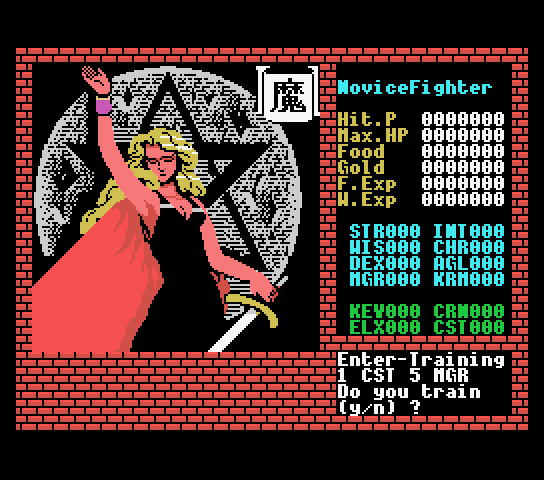 魔
NoviceFighter
Hit.P 0000000
Max.HP 0000000
Food 0000000
Gold 0000000
F.Exp 0000000
W.Exp 0000000
STR000 INT000
WIS000 CHR000
DEX000 AGL000
MGR000 KRM000
KEY000 CRN000
ELX000 CST000
Enter-Training
1 CST 5 MGR
Do you train
(y/n) ?